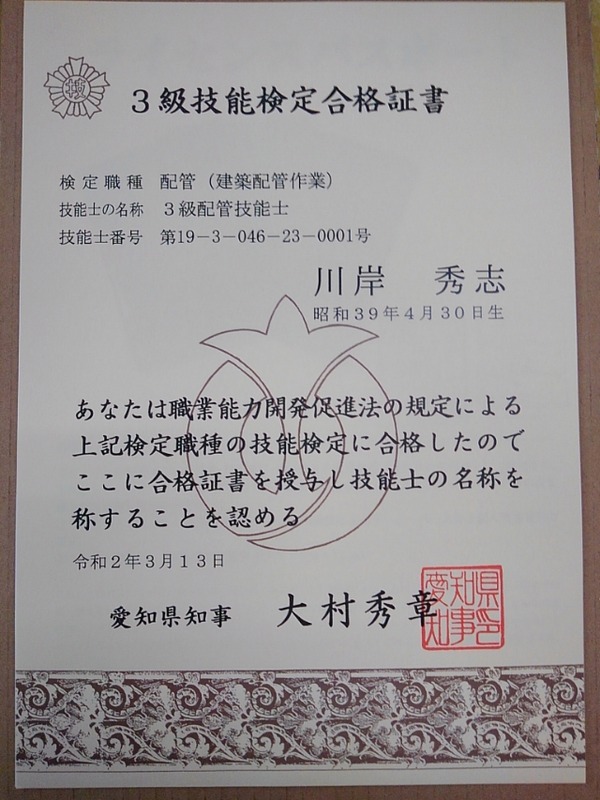 技
３級技能検定合格証書
検定職種 配管（建築配管作業）
技能士の名称 ３級配管技能士
技能士番号 第19－3－046－23－0001号
川岸 秀志
昭和３９年４月３０日生
あなたは職業能力開発促進法の規定による
上記検定職種の技能検定に合格したので
ここに合格証書を授与し技能士の名称を
称することを認める
令和２年３月１３日
愛知県知事 大村秀章
愛知県
知事印